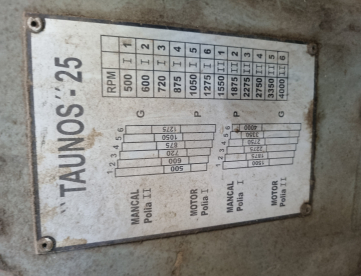 "TAUNOS" - 25
RPM
500 I 1
600 I 2
720 I 3
875 I 4
1050 I 5
1275 I 6
1550 II 1
1875 II 2
2275 II 3
2750 II 4
3350 II 5
4000 II 6
G P
1 2 3 4 5 6
500
600
720
875
1050
1275
MANCAL
Polia II
MOTOR
Polia I
G P
1 2 3 4 5 6
1500
1875
2275
2750
3350
4000
MANCAL
Polia I
MOTOR
Polia II